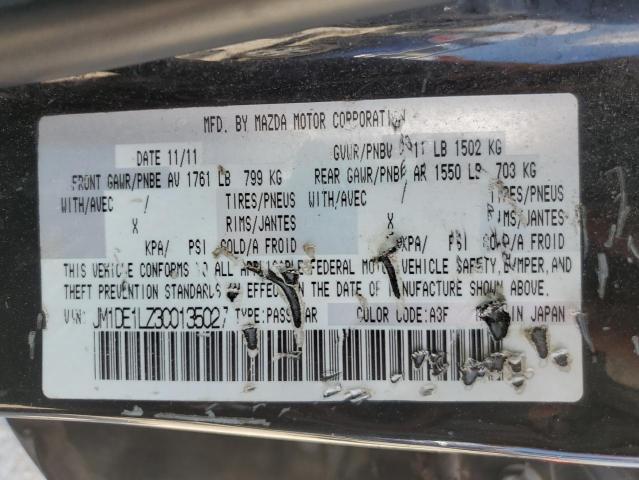 MFD. BY MAZDA MOTOR CORPORATION
DATE 11/11 GVWR/PNBV 11 LB 1502 KG
FRONT GAWR/PNBE AV 1761 LB 799 KG REAR GAWR/PNBE AR 1550 LB 703 KG
WITH/AVEC / TIRES/PNEUS WITH/AVEC / TIRES/PNEUS
X RIMS/JANTES X RIMS/JANTES
KPA/ PSI COLD/A FROID KPA/ PSI COLD/A FROID
THIS VEHICLE CONFORMS TO ALL APPLICABLE FEDERAL MOTOR VEHICLE SAFETY, BUMPER, AND
THEFT PREVENTION STANDARDS IN EFFECT ON THE DATE OF MANUFACTURE SHOWN ABOVE.
VIN: JM1DE1LZ3C0135027 TYPE:PASS CAR COLOR CODE: A3F IN JAPAN